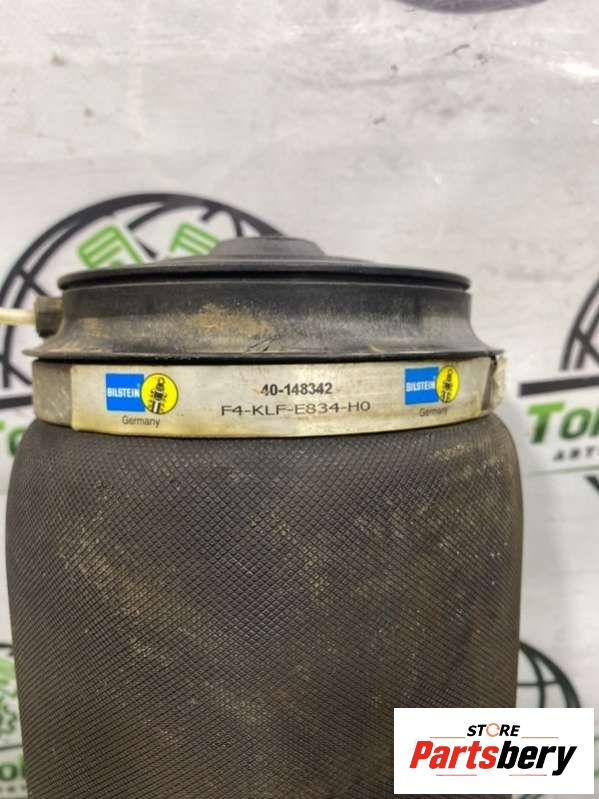 BILSTEIN
Germany
40-148342
F4-KLF-E834-H0
BILSTEIN
Germany
STORE
Partsbery